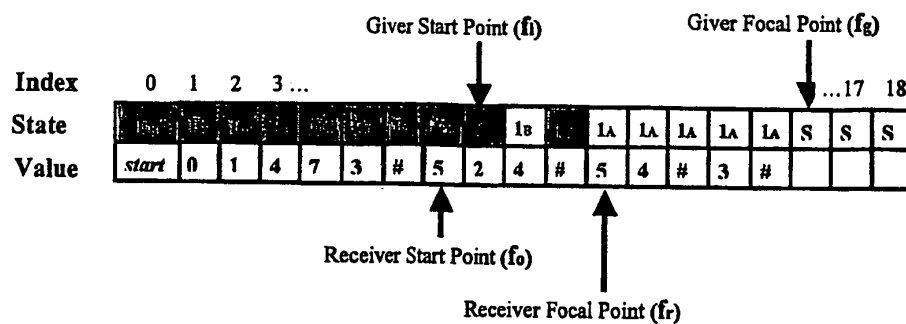 Giver Start Point (fl) Giver Focal Point (fg)
Index 0 1 2 3 ... ...17 18
State 1B 1A 1A 1A 1A 1A S S S
Value start 0 1 4 7 3 # 5 2 4 # 5 4 # 3 #
Receiver Start Point (fo)
Receiver Focal Point (fr)